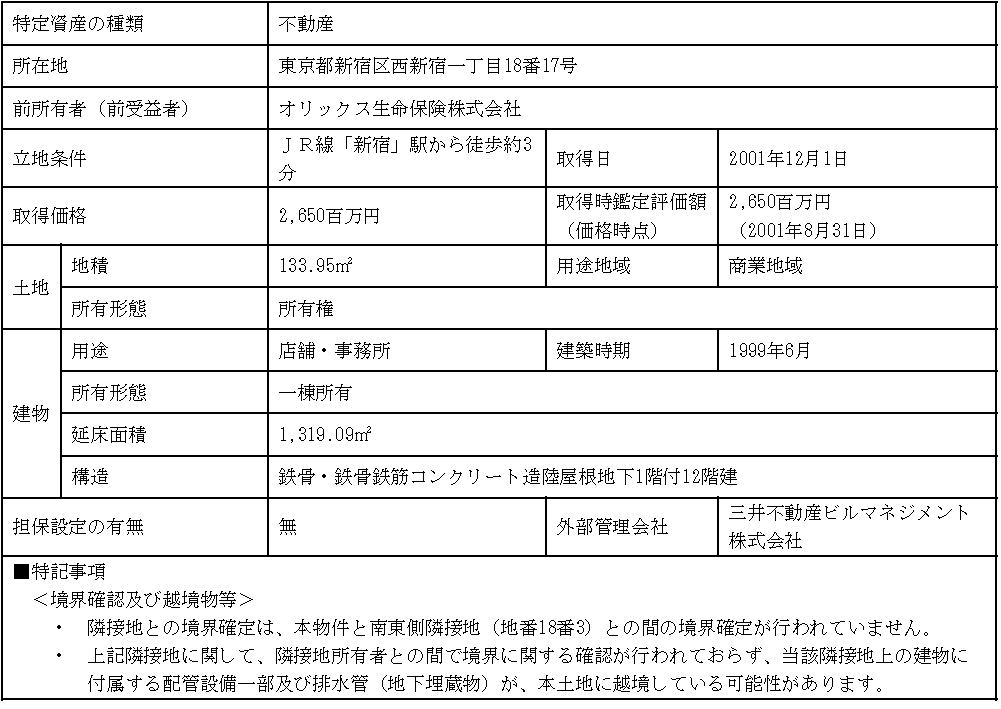 特定資産の種類 不動産
所在地 東京都新宿区西新宿一丁目18番17号
前所有者（前受益者） オリックス生命保険株式会社
立地条件 ＪＲ線「新宿」駅から徒歩約3分 取得日 2001年12月1日
取得価格 2,650百万円 取得時鑑定評価額（価格時点） 2,650百万円（2001年8月31日）
土地 地積 133.95㎡ 用途地域 商業地域
所有形態 所有権
建物 用途 店舗・事務所 建築時期 1999年6月
所有形態 一棟所有
延床面積 1,319.09㎡
構造 鉄骨・鉄骨鉄筋コンクリート造陸屋根地下1階付12階建
担保設定の有無 無 外部管理会社 三井不動産ビルマネジメント株式会社
■特記事項
＜境界確認及び越境物等＞
・ 隣接地との境界確定は、本物件と南東側隣接地（地番18番3）との間の境界確定が行われていません。
・ 上記隣接地に関して、隣接地所有者との間で境界に関する確認が行われておらず、当該隣接地上の建物に
付属する配管設備一部及び排水管（地下埋蔵物）が、本土地に越境している可能性があります。